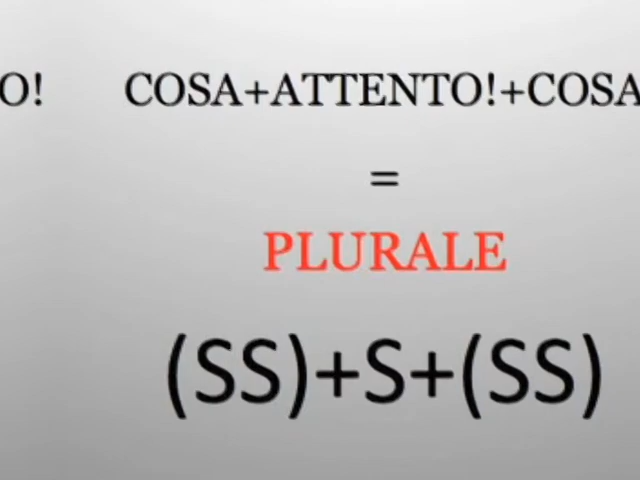 O! COSA+ATTENTO!+COSA
=
PLURALE
(SS)+S+(SS)